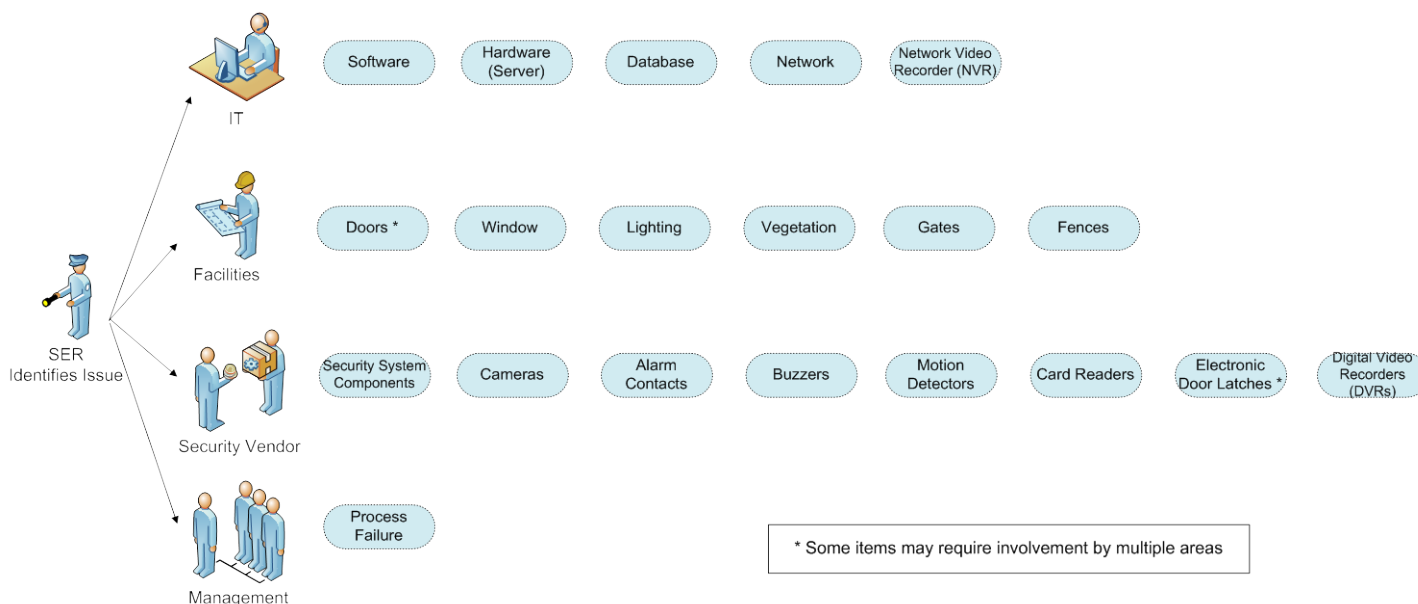 Software
Hardware
(Server)
Database
Network
Network Video
Recorder (NVR)
IT
Doors *
Window
Lighting
Vegetation
Gates
Fences
Facilities
SER
Identifies Issue
Security System
Components
Cameras
Alarm
Contacts
Buzzers
Motion
Detectors
Card Readers
Electronic
Door Latches *
Digital Video
Recorders
(DVRs)
Security Vendor
Process
Failure
* Some items may require involvement by multiple areas
Management